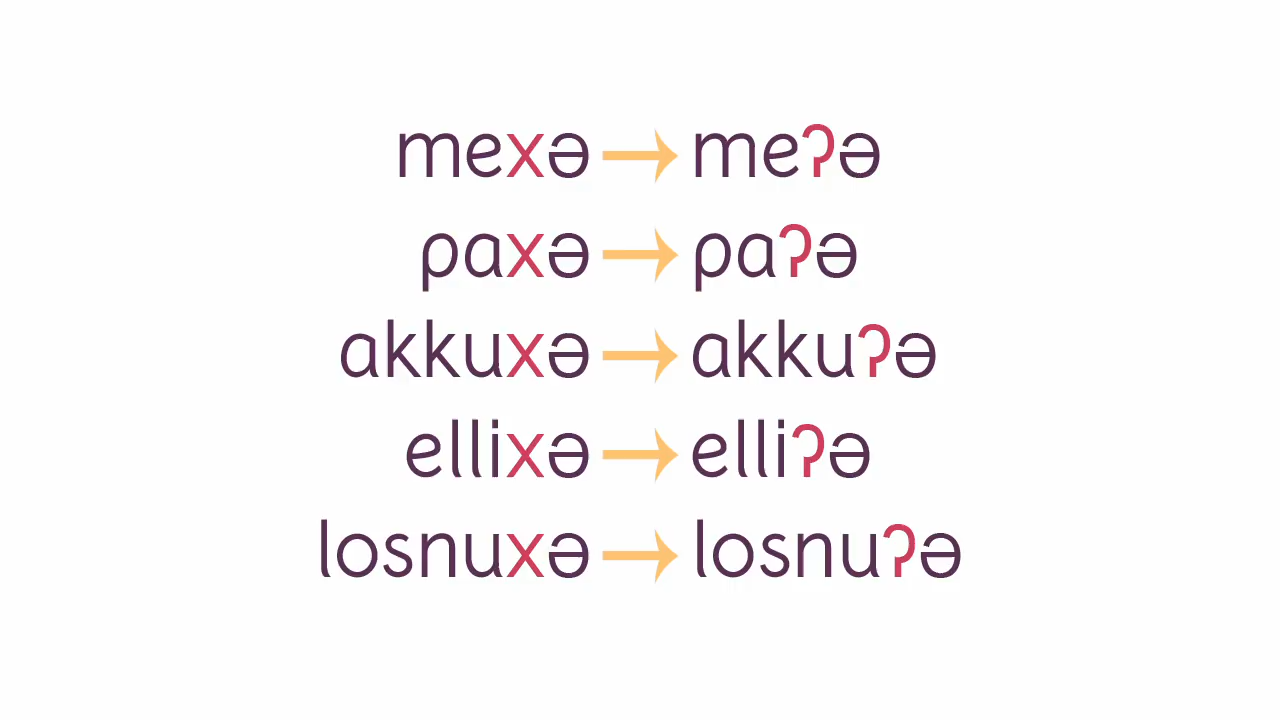 mexə → meʔə
paxə → paʔə
akkuxə → akkuʔə
ellixə → elliʔə
losnuxə → losnuʔə